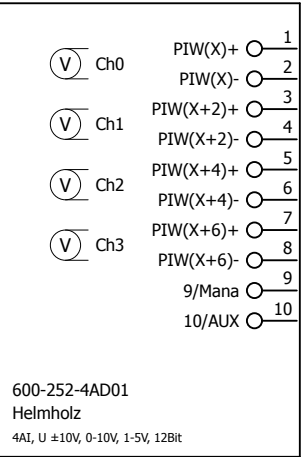 PIW(X)+ 1
V Ch0
PIW(X)- 2
PIW(X+2)+ 3
V Ch1
PIW(X+2)- 4
PIW(X+4)+ 5
V Ch2
PIW(X+4)- 6
PIW(X+6)+ 7
V Ch3
PIW(X+6)- 8
9/Mana 9
10/AUX 10
600-252-4AD01
Helmholz
4AI, U ±10V, 0-10V, 1-5V, 12Bit